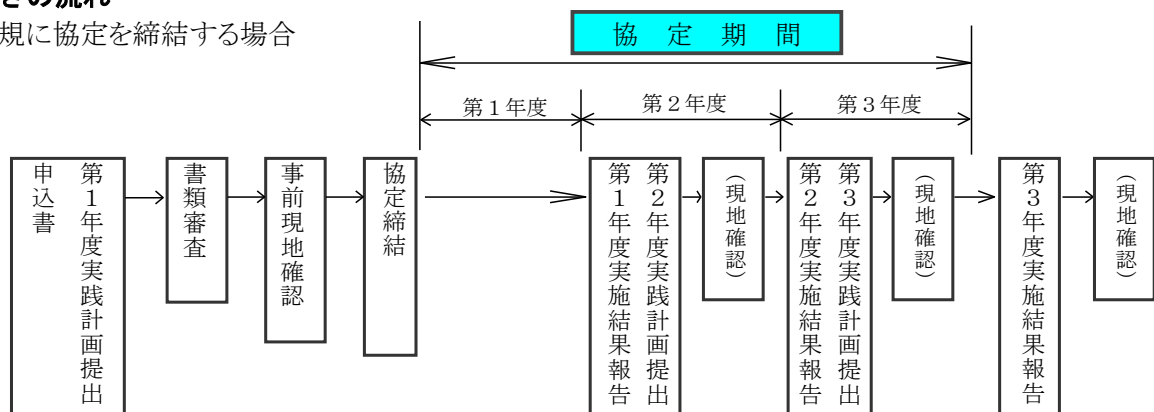 きの流れ
規に協定を締結する場合
協定期間
第１年度
第２年度
第３年度
第１年度実践計画提出
申込書
書類審査
事前現地確認
協定締結
第２年度実践計画提出
第１年度実施結果報告
（現地確認）
第３年度実践計画提出
第２年度実施結果報告
（現地確認）
第３年度実施結果報告
（現地確認）